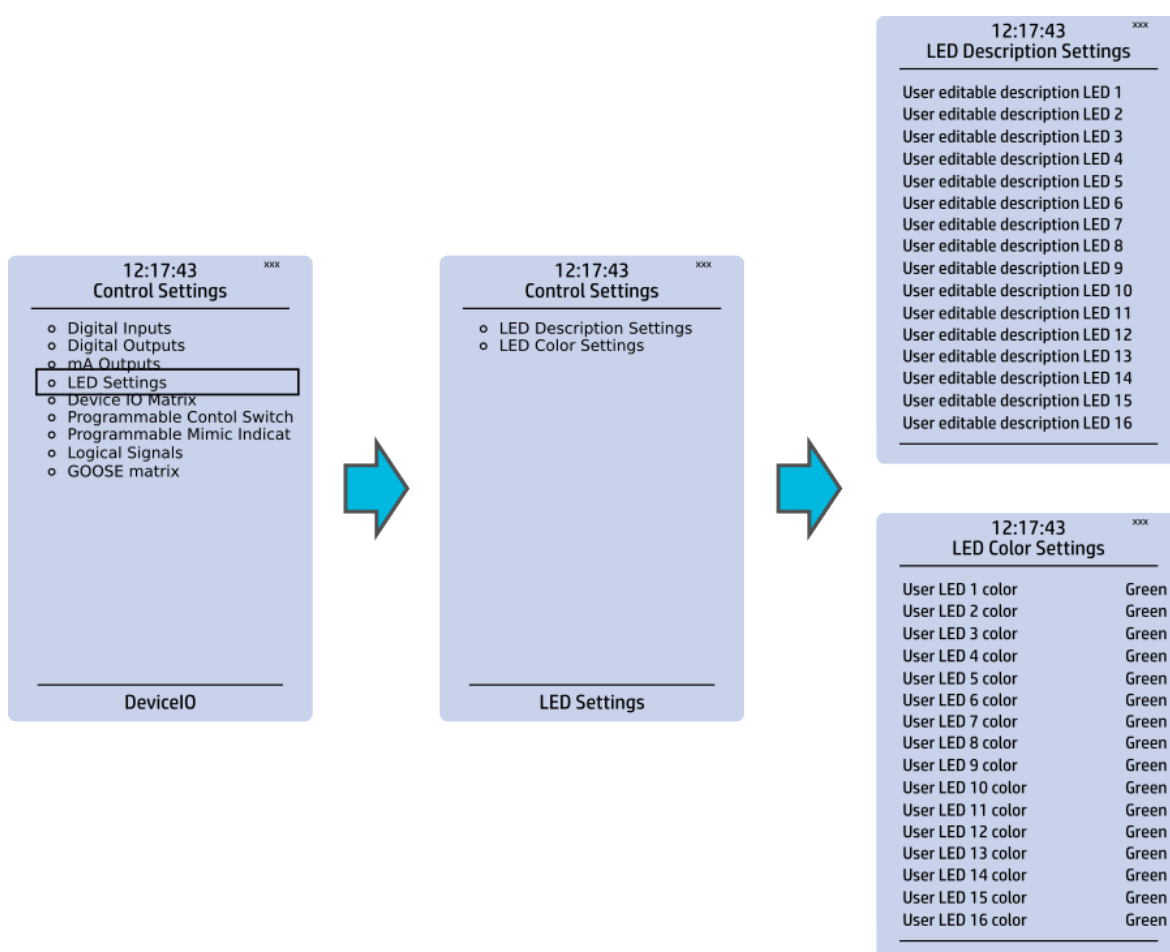 12:17:43 xxx
Control Settings
Digital Inputs
Digital Outputs
mA Outputs
LED Settings
Device IO Matrix
Programmable Contol Switch
Programmable Mimic Indicat
Logical Signals
GOOSE matrix
DeviceIO
12:17:43 xxx
Control Settings
LED Description Settings
LED Color Settings
LED Settings
12:17:43 xxx
LED Description Settings
User editable description LED 1
User editable description LED 2
User editable description LED 3
User editable description LED 4
User editable description LED 5
User editable description LED 6
User editable description LED 7
User editable description LED 8
User editable description LED 9
User editable description LED 10
User editable description LED 11
User editable description LED 12
User editable description LED 13
User editable description LED 14
User editable description LED 15
User editable description LED 16
12:17:43 xxx
LED Color Settings
User LED 1 color Green
User LED 2 color Green
User LED 3 color Green
User LED 4 color Green
User LED 5 color Green
User LED 6 color Green
User LED 7 color Green
User LED 8 color Green
User LED 9 color Green
User LED 10 color Green
User LED 11 color Green
User LED 12 color Green
User LED 13 color Green
User LED 14 color Green
User LED 15 color Green
User LED 16 color Green